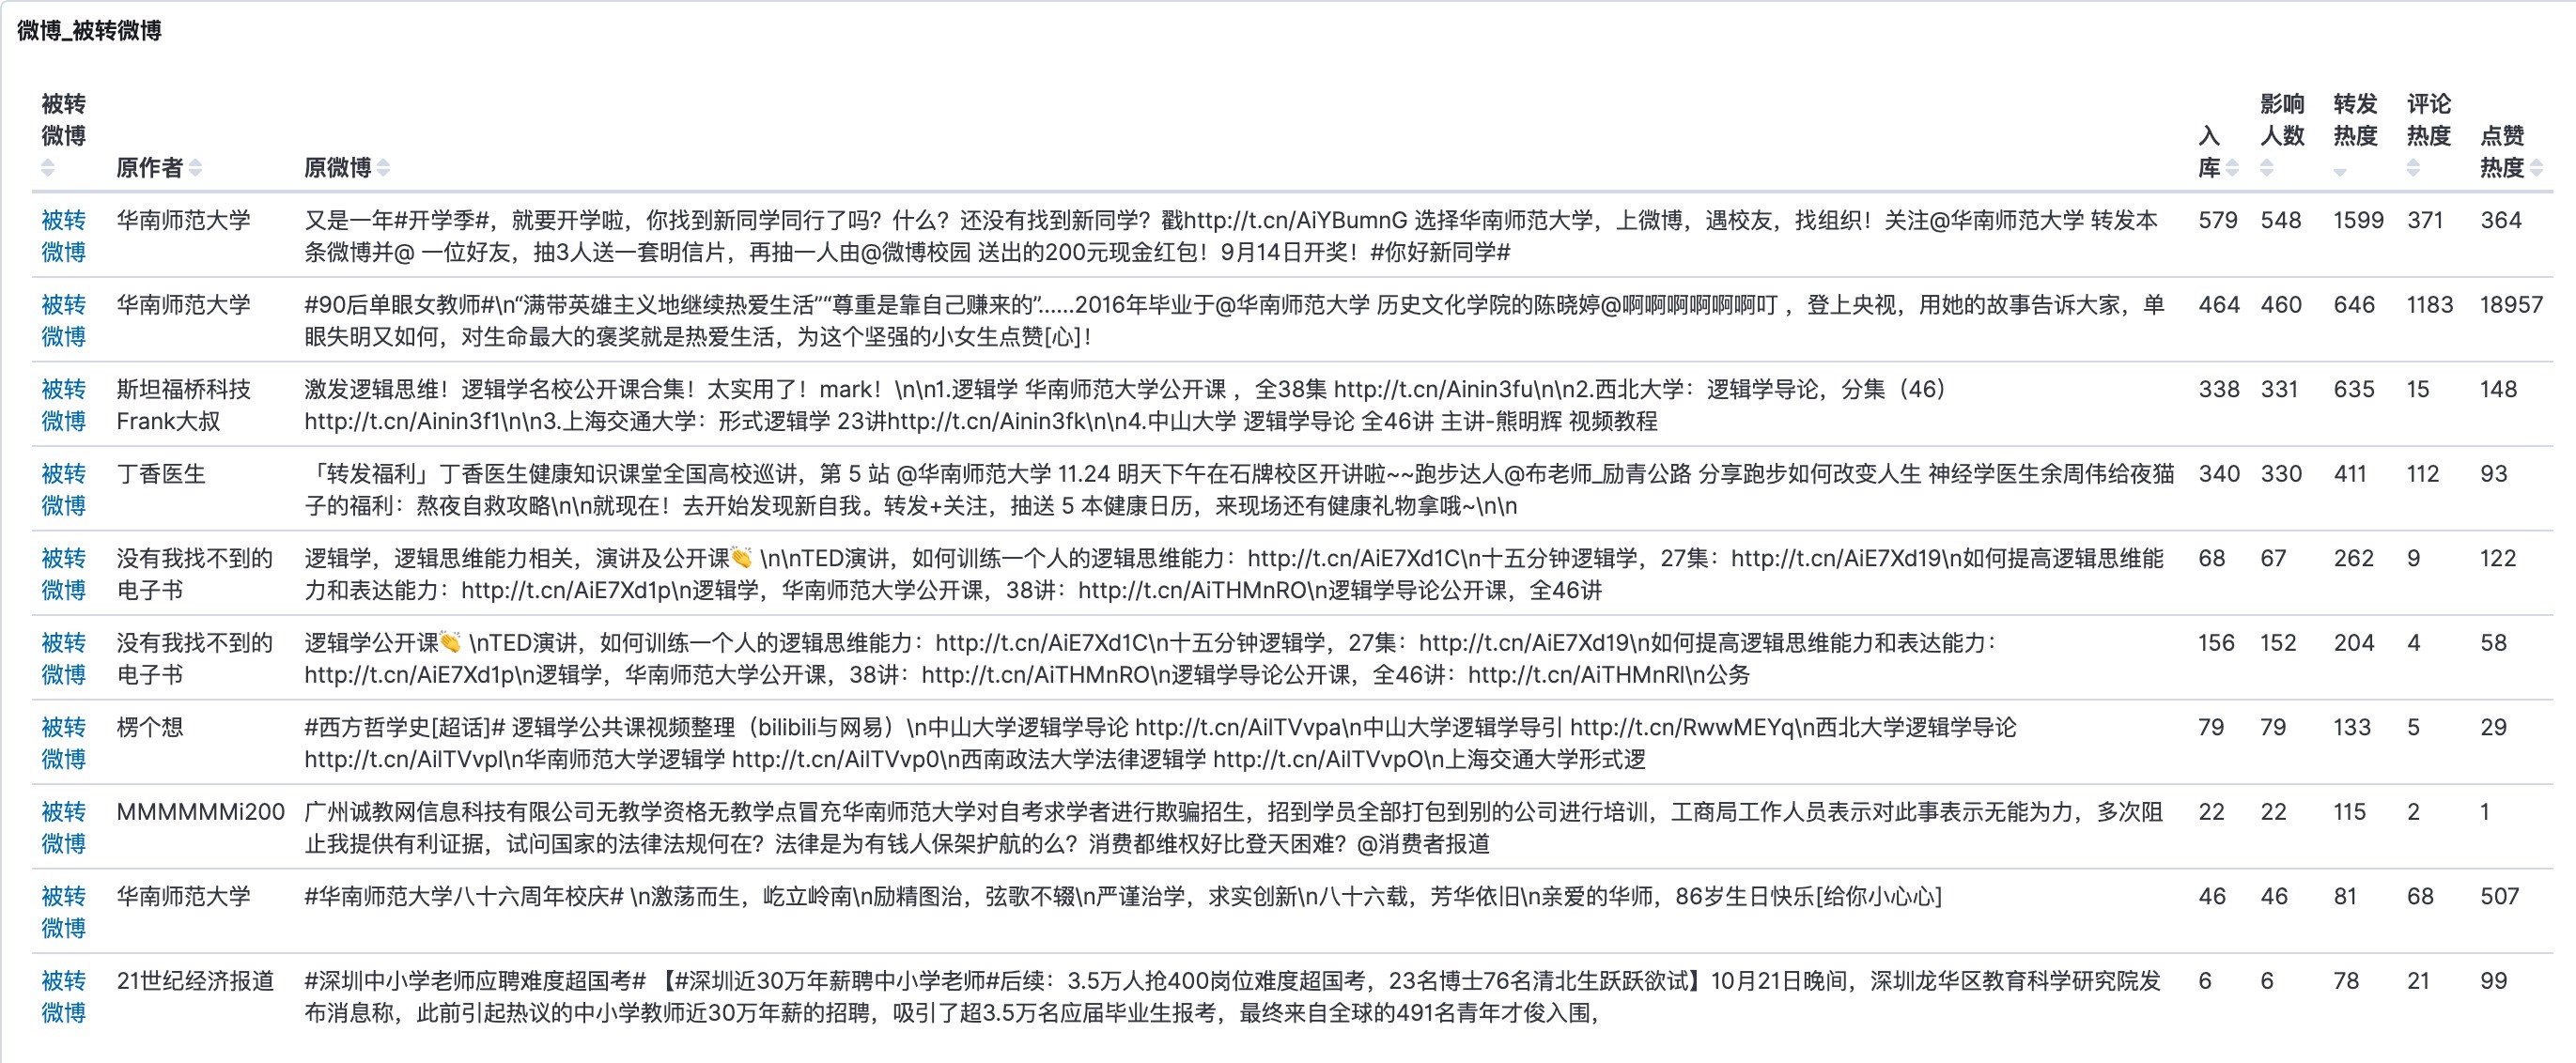 微博_被转微博
被转
微博
原作者
原微博
入
库
影响
人数
转发
热度
评论
热度
点赞
热度
被转
微博
华南师范大学
又是一年#开学季#，就要开学啦，你找到新同学同行了吗？什么？还没有找到新同学？戳http://t.cn/AiYBumnG 选择华南师范大学，上微博，遇校友，找组织！关注@华南师范大学 转发本
条微博并@ 一位好友，抽3人送一套明信片，再抽一人由@微博校园 送出的200元现金红包！9月14日开奖！#你好新同学#
579 548 1599 371 364
被转
微博
华南师范大学
#90后单眼女教师#\n“满带英雄主义地继续热爱生活”“尊重是靠自己赚来的”……2016年毕业于@华南师范大学 历史文化学院的陈晓婷@啊啊啊啊啊啊叮 ，登上央视，用她的故事告诉大家，单
眼失明又如何，对生命最大的褒奖就是热爱生活，为这个坚强的小女生点赞[心]！
464 460 646 1183 18957
被转
微博
斯坦福桥科技
Frank大叔
激发逻辑思维！逻辑学名校公开课合集！太实用了！mark！\n\n1.逻辑学 华南师范大学公开课 ，全38集 http://t.cn/Ainin3fu\n\n2.西北大学：逻辑学导论，分集（46）
http://t.cn/Ainin3f1\n\n3.上海交通大学：形式逻辑学 23讲http://t.cn/Ainin3fk\n\n4.中山大学 逻辑学导论 全46讲 主讲-熊明辉 视频教程
338 331 635 15 148
被转
微博
丁香医生
「转发福利」丁香医生健康知识课堂全国高校巡讲，第 5 站 @华南师范大学 11.24 明天下午在石牌校区开讲啦~~跑步达人@布老师_励青公路 分享跑步如何改变人生 神经学医生余周伟给夜猫
子的福利：熬夜自救攻略\n\n就现在！去开始发现新自我。转发+关注，抽送 5 本健康日历，来现场还有健康礼物拿哦~\n\n
340 330 411 112 93
被转
微博
没有我找不到的
电子书
逻辑学，逻辑思维能力相关，演讲及公开课👏 \n\nTED演讲，如何训练一个人的逻辑思维能力：http://t.cn/AiE7Xd1C\n十五分钟逻辑学，27集：http://t.cn/AiE7Xd19\n如何提高逻辑思维能
力和表达能力：http://t.cn/AiE7Xd1p\n逻辑学，华南师范大学公开课，38讲：http://t.cn/AiTHMnRO\n逻辑学导论公开课，全46讲
68 67 262 9 122
被转
微博
没有我找不到的
电子书
逻辑学公开课👏 \nTED演讲，如何训练一个人的逻辑思维能力：http://t.cn/AiE7Xd1C\n十五分钟逻辑学，27集：http://t.cn/AiE7Xd19\n如何提高逻辑思维能力和表达能力：
http://t.cn/AiE7Xd1p\n逻辑学，华南师范大学公开课，38讲：http://t.cn/AiTHMnRO\n逻辑学导论公开课，全46讲：http://t.cn/AiTHMnRl\n公务
156 152 204 4 58
被转
微博
楞个想
#西方哲学史[超话]# 逻辑学公共课视频整理（bilibili与网易）\n中山大学逻辑学导论 http://t.cn/AilTVvpa\n中山大学逻辑学导引 http://t.cn/RwwMEYq\n西北大学逻辑学导论
http://t.cn/AilTVvpl\n华南师范大学逻辑学 http://t.cn/AilTVvp0\n西南政法大学法律逻辑学 http://t.cn/AilTVvpO\n上海交通大学形式逻
79 79 133 5 29
被转
微博
MMMMMMi200
广州诚教网信息科技有限公司无教学资格无教学点冒充华南师范大学对自考求学者进行欺骗招生，招到学员全部打包到别的公司进行培训，工商局工作人员表示对此事表示无能为力，多次阻
止我提供有利证据，试问国家的法律法规何在？法律是为有钱人保架护航的么？消费都维权好比登天困难？@消费者报道
22 22 115 2 1
被转
微博
华南师范大学
#华南师范大学八十六周年校庆# \n激荡而生，屹立岭南\n励精图治，弦歌不辍\n严谨治学，求实创新\n八十六载，芳华依旧\n亲爱的华师，86岁生日快乐[给你小心心]
46 46 81 68 507
被转
微博
21世纪经济报道
#深圳中小学老师应聘难度超国考# 【#深圳近30万年薪聘中小学老师#后续：3.5万人抢400岗位难度超国考，23名博士76名清北生跃跃欲试】10月21日晚间，深圳龙华区教育科学研究院发
布消息称，此前引起热议的中小学教师近30万年薪的招聘，吸引了超3.5万名应届毕业生报考，最终来自全球的491名青年才俊入围，
6 6 78 21 99